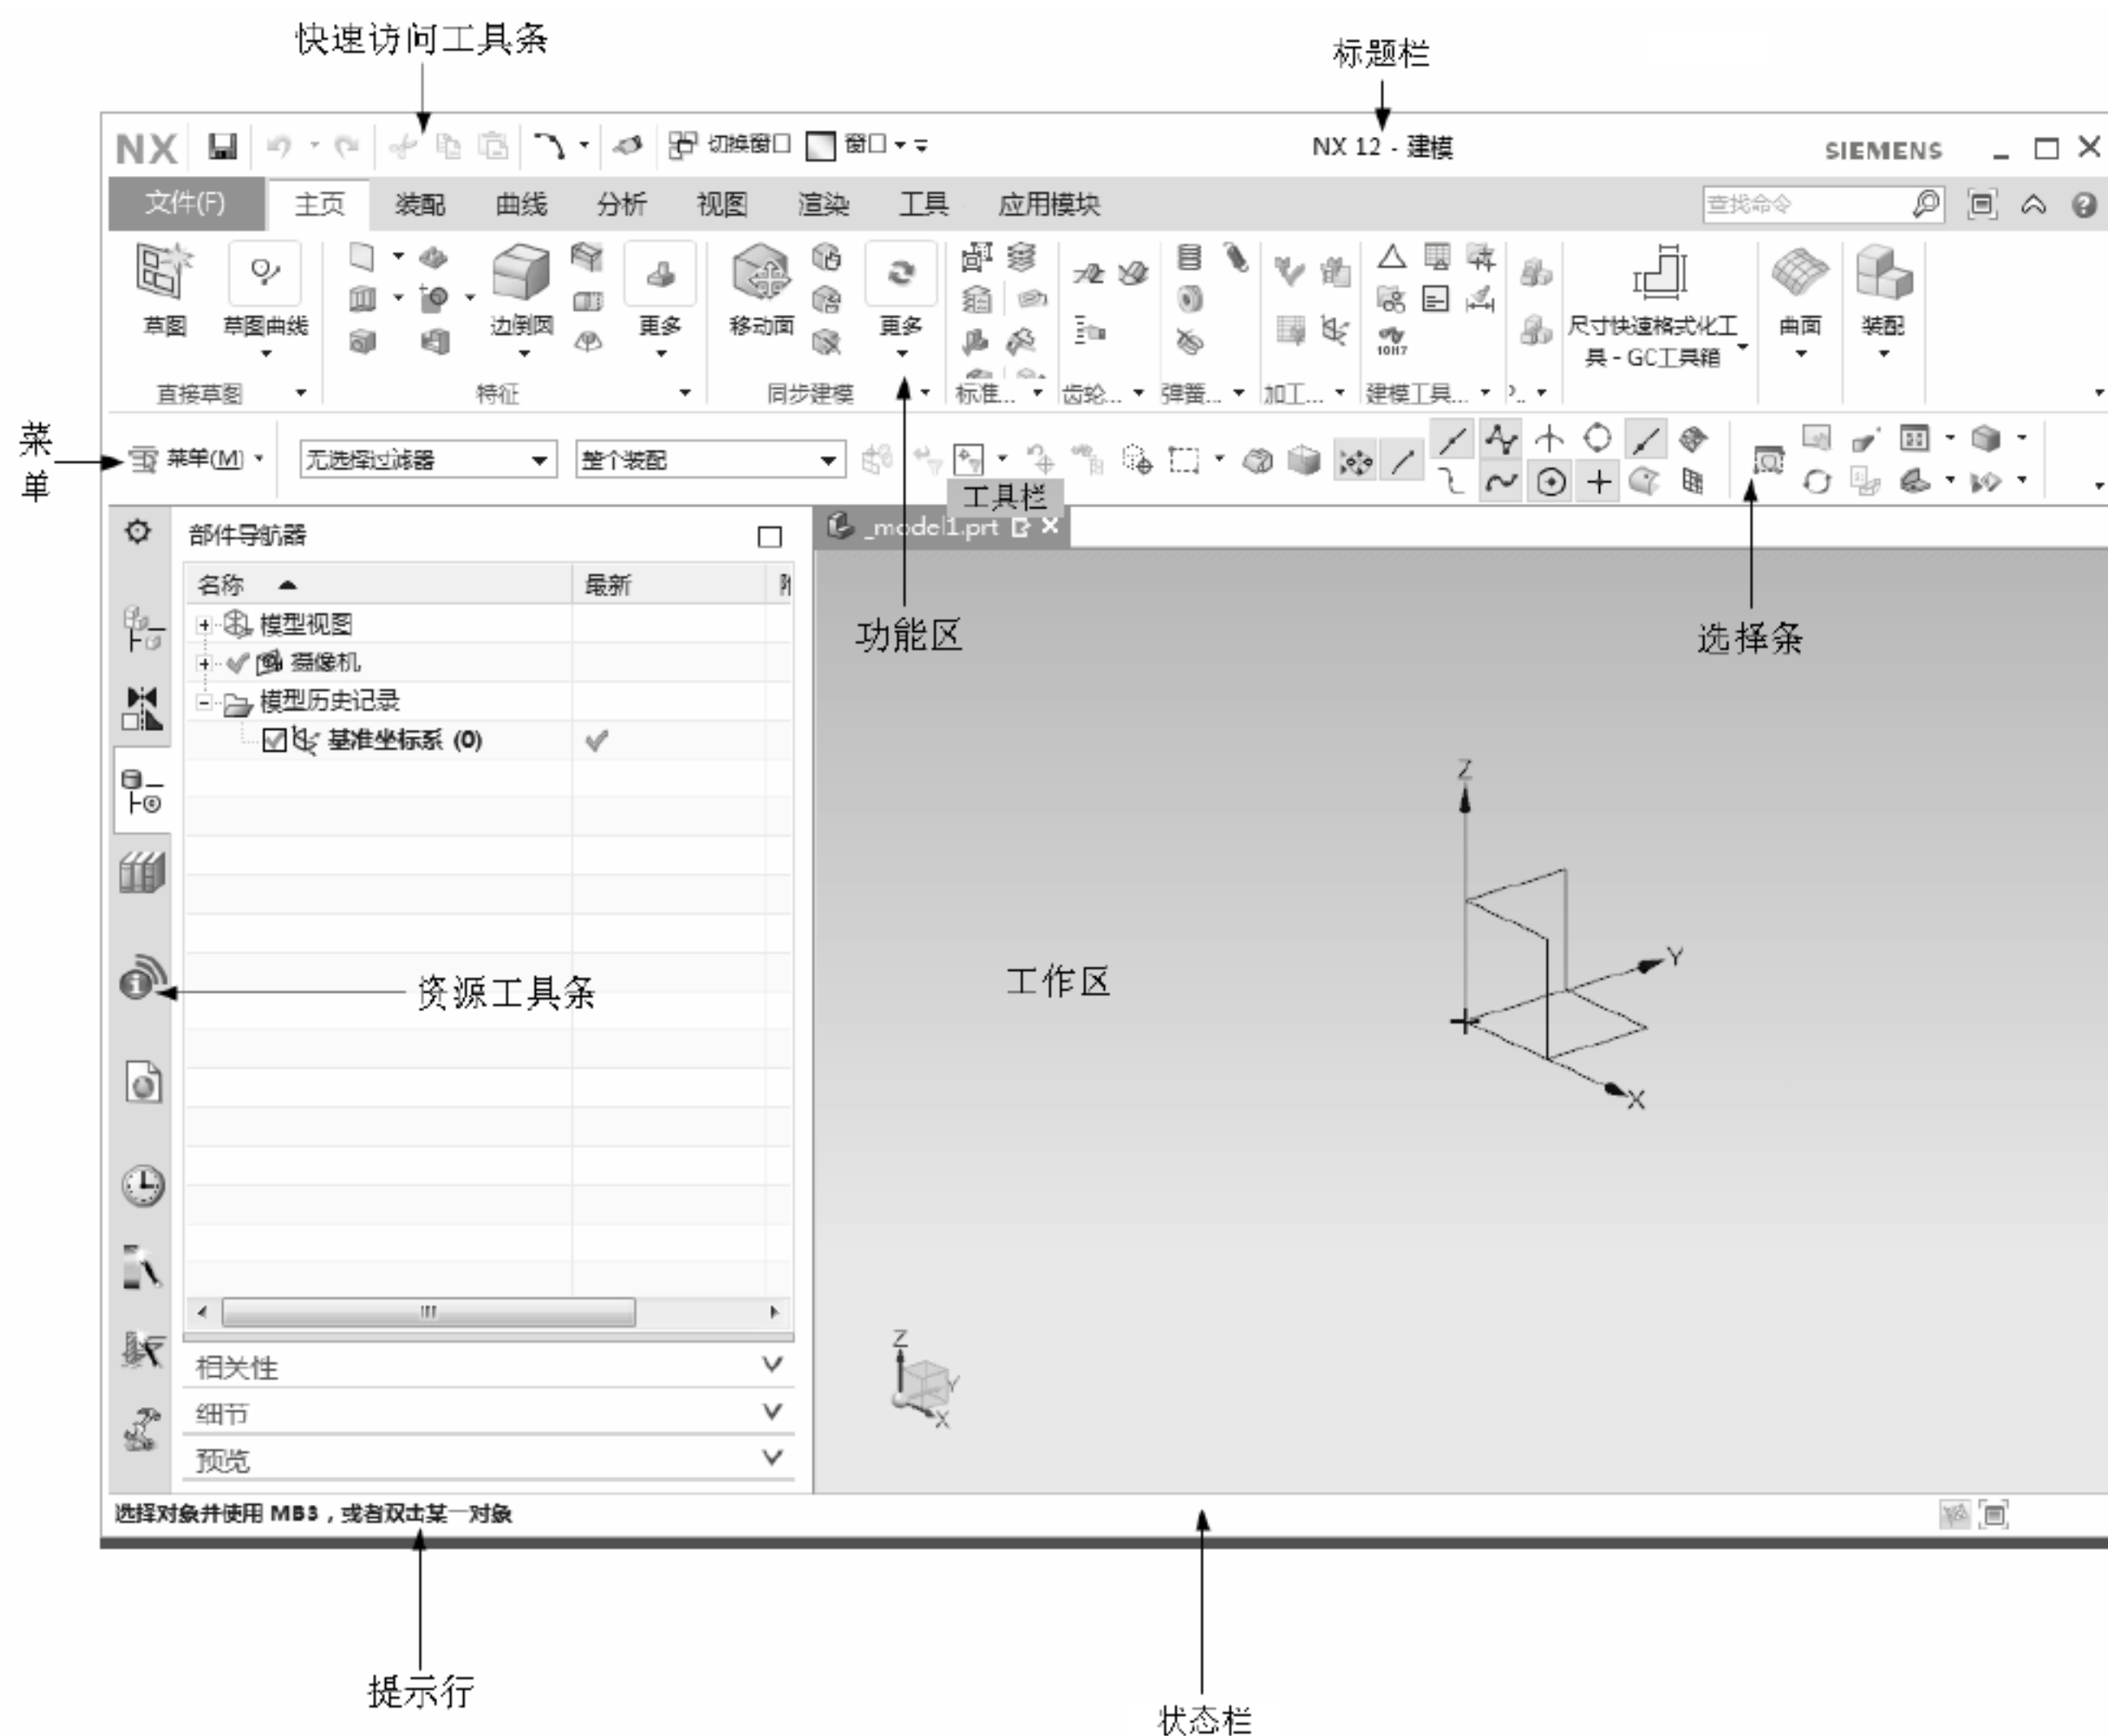 快速访问工具条
标题栏
NX 切换窗口 窗口 NX 12 - 建模 SIEMENS
文件(F) 主页 装配 曲线 分析 视图 渲染 工具 应用模块 查找命令
草图 草图曲线 边倒圆 更多 移动面 更多 尺寸快速格式化工具 - GC工具箱 曲面 装配
10H7
直接草图 特征 同步建模 标准... 齿轮... 弹簧... 加工... 建模工具...
菜单
菜单(M) 无选择过滤器 整个装配
工具栏
部件导航器 _model1.prt
名称 最新
模型视图
功能区
选择条
摄像机
模型历史记录
基准坐标系 (0)
Z
Y
工作区
资源工具条
X
Z
Y
X
相关性
细节
预览
选择对象并使用 MB3，或者双击某一对象
提示行
状态栏